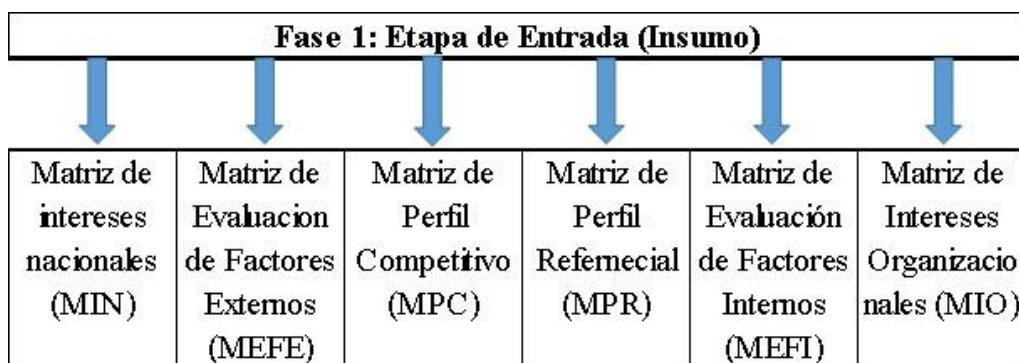 Fase 1: Etapa de Entrada (Insumo)
Matriz de
intereses
nacionales
(MIN)
Matriz de
Evaluacion
de Factores
Externos
(MEFE)
Matriz de
Perfil
Competitivo
(MPC)
Matriz de
Perfil
Refernecial
(MPR)
Matriz de
Evaluación
de Factores
Internos
(MEFI)
Matriz de
Intereses
Organizacio
nales (MIO)